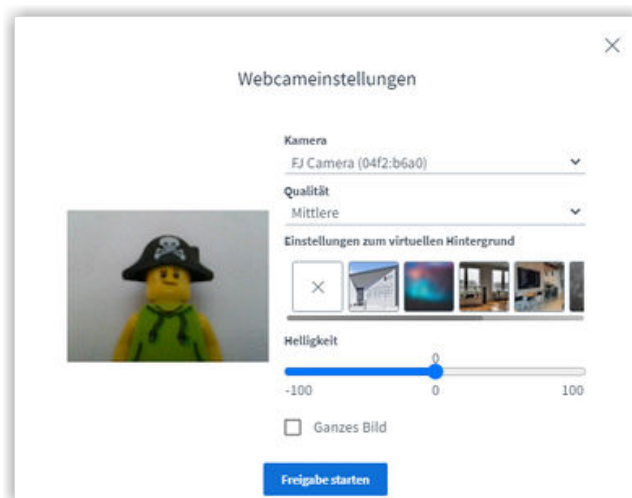 Webcameinstellungen
Kamera
FJ Camera (04f2:b6a0)
Qualität
Mittlere
Einstellungen zum virtuellen Hintergrund
Helligkeit
0
-100 0 100
Ganzes Bild
Freigabe starten